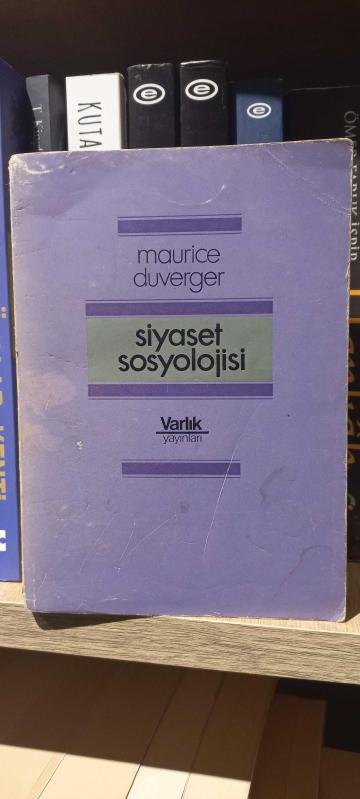 KUTA
e
e
e
maurice
duverger
siyaset
sosyolojisi
Varlık
yayınları